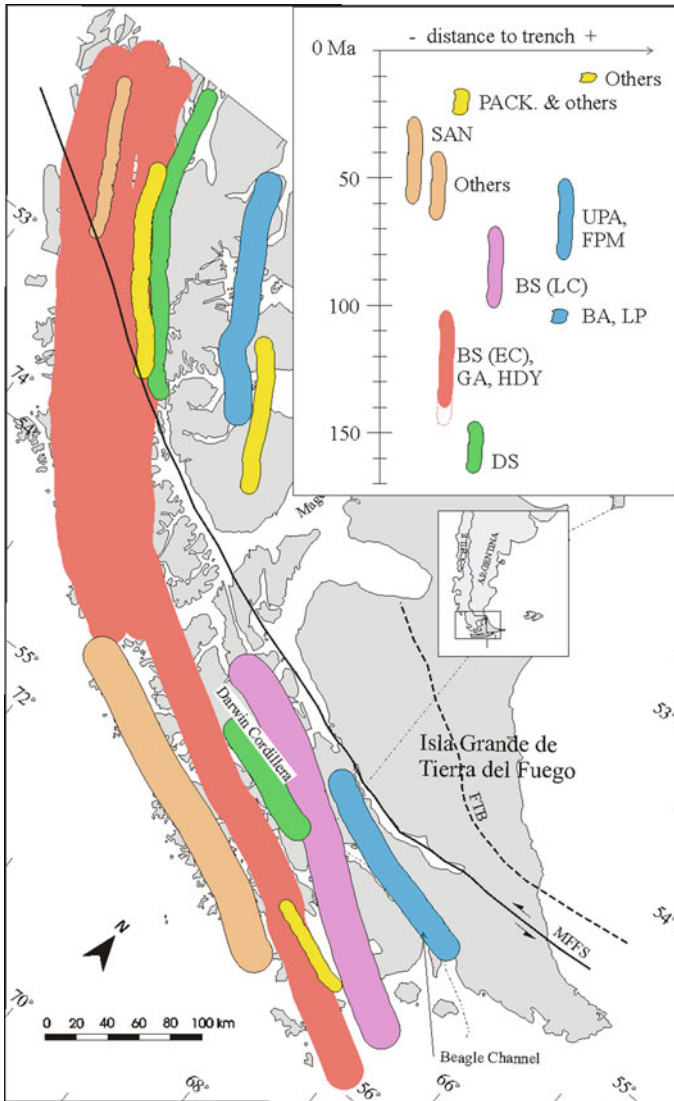 0 Ma
- distance to trench +
Others
PACK. & others
SAN
Others
50
UPA,
FPM
BS (LC)
100
BA, LP
BS (EC),
GA, HDY
150
DS
53°
74°
54°
Mag
ARGENTINA
55°
72°
53°
Darwin Cordillera
Isla Grande de
Tierra del Fuego
FTB
54°
MFFS
N
70°
0 20 40 60 80 100 km
Beagle Channel
68°
56°
66°
55°